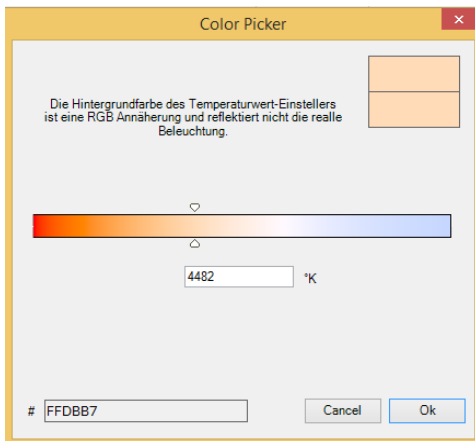 Color Picker
Die Hintergrundfarbe des Temperaturwert-Einstellers
ist eine RGB Annäherung und reflektiert nicht die realle
Beleuchtung.
4482 °K
# FFDBB7 Cancel Ok